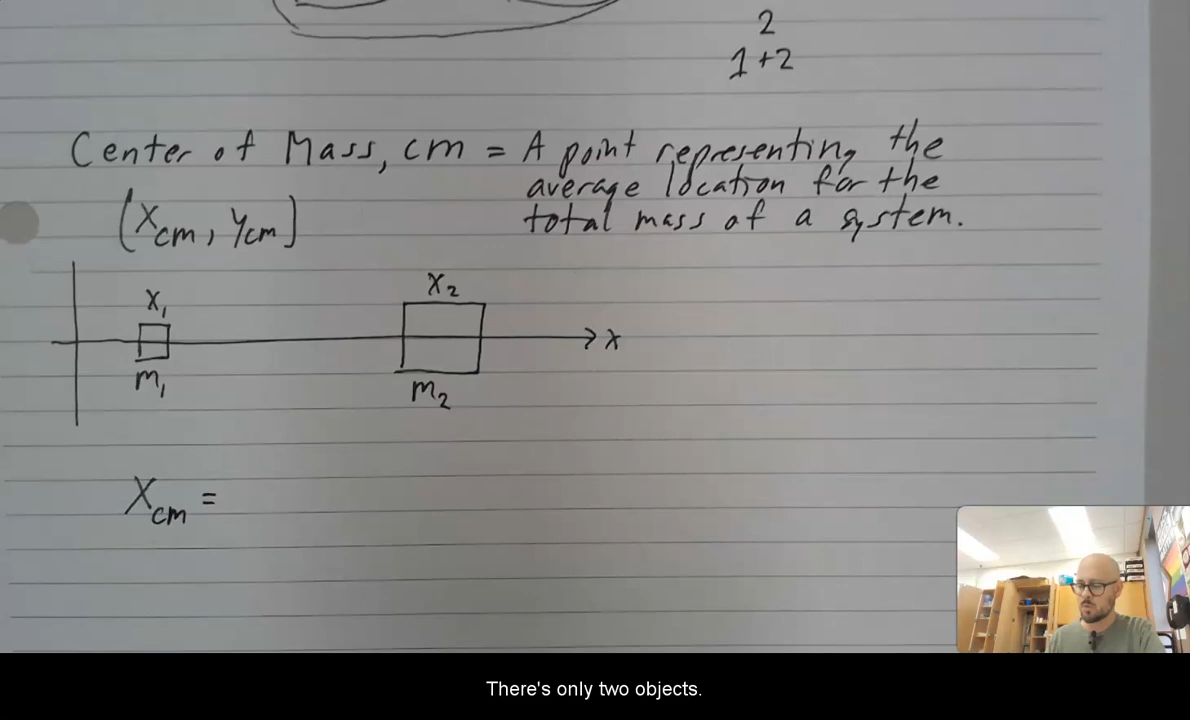 2
1+2
Center of Mass, cm = A point representing the
average location for the
total mass of a system.
(Xcm, ycm)
X1
X2
x
m1
m2
Xcm =
There's only two objects.